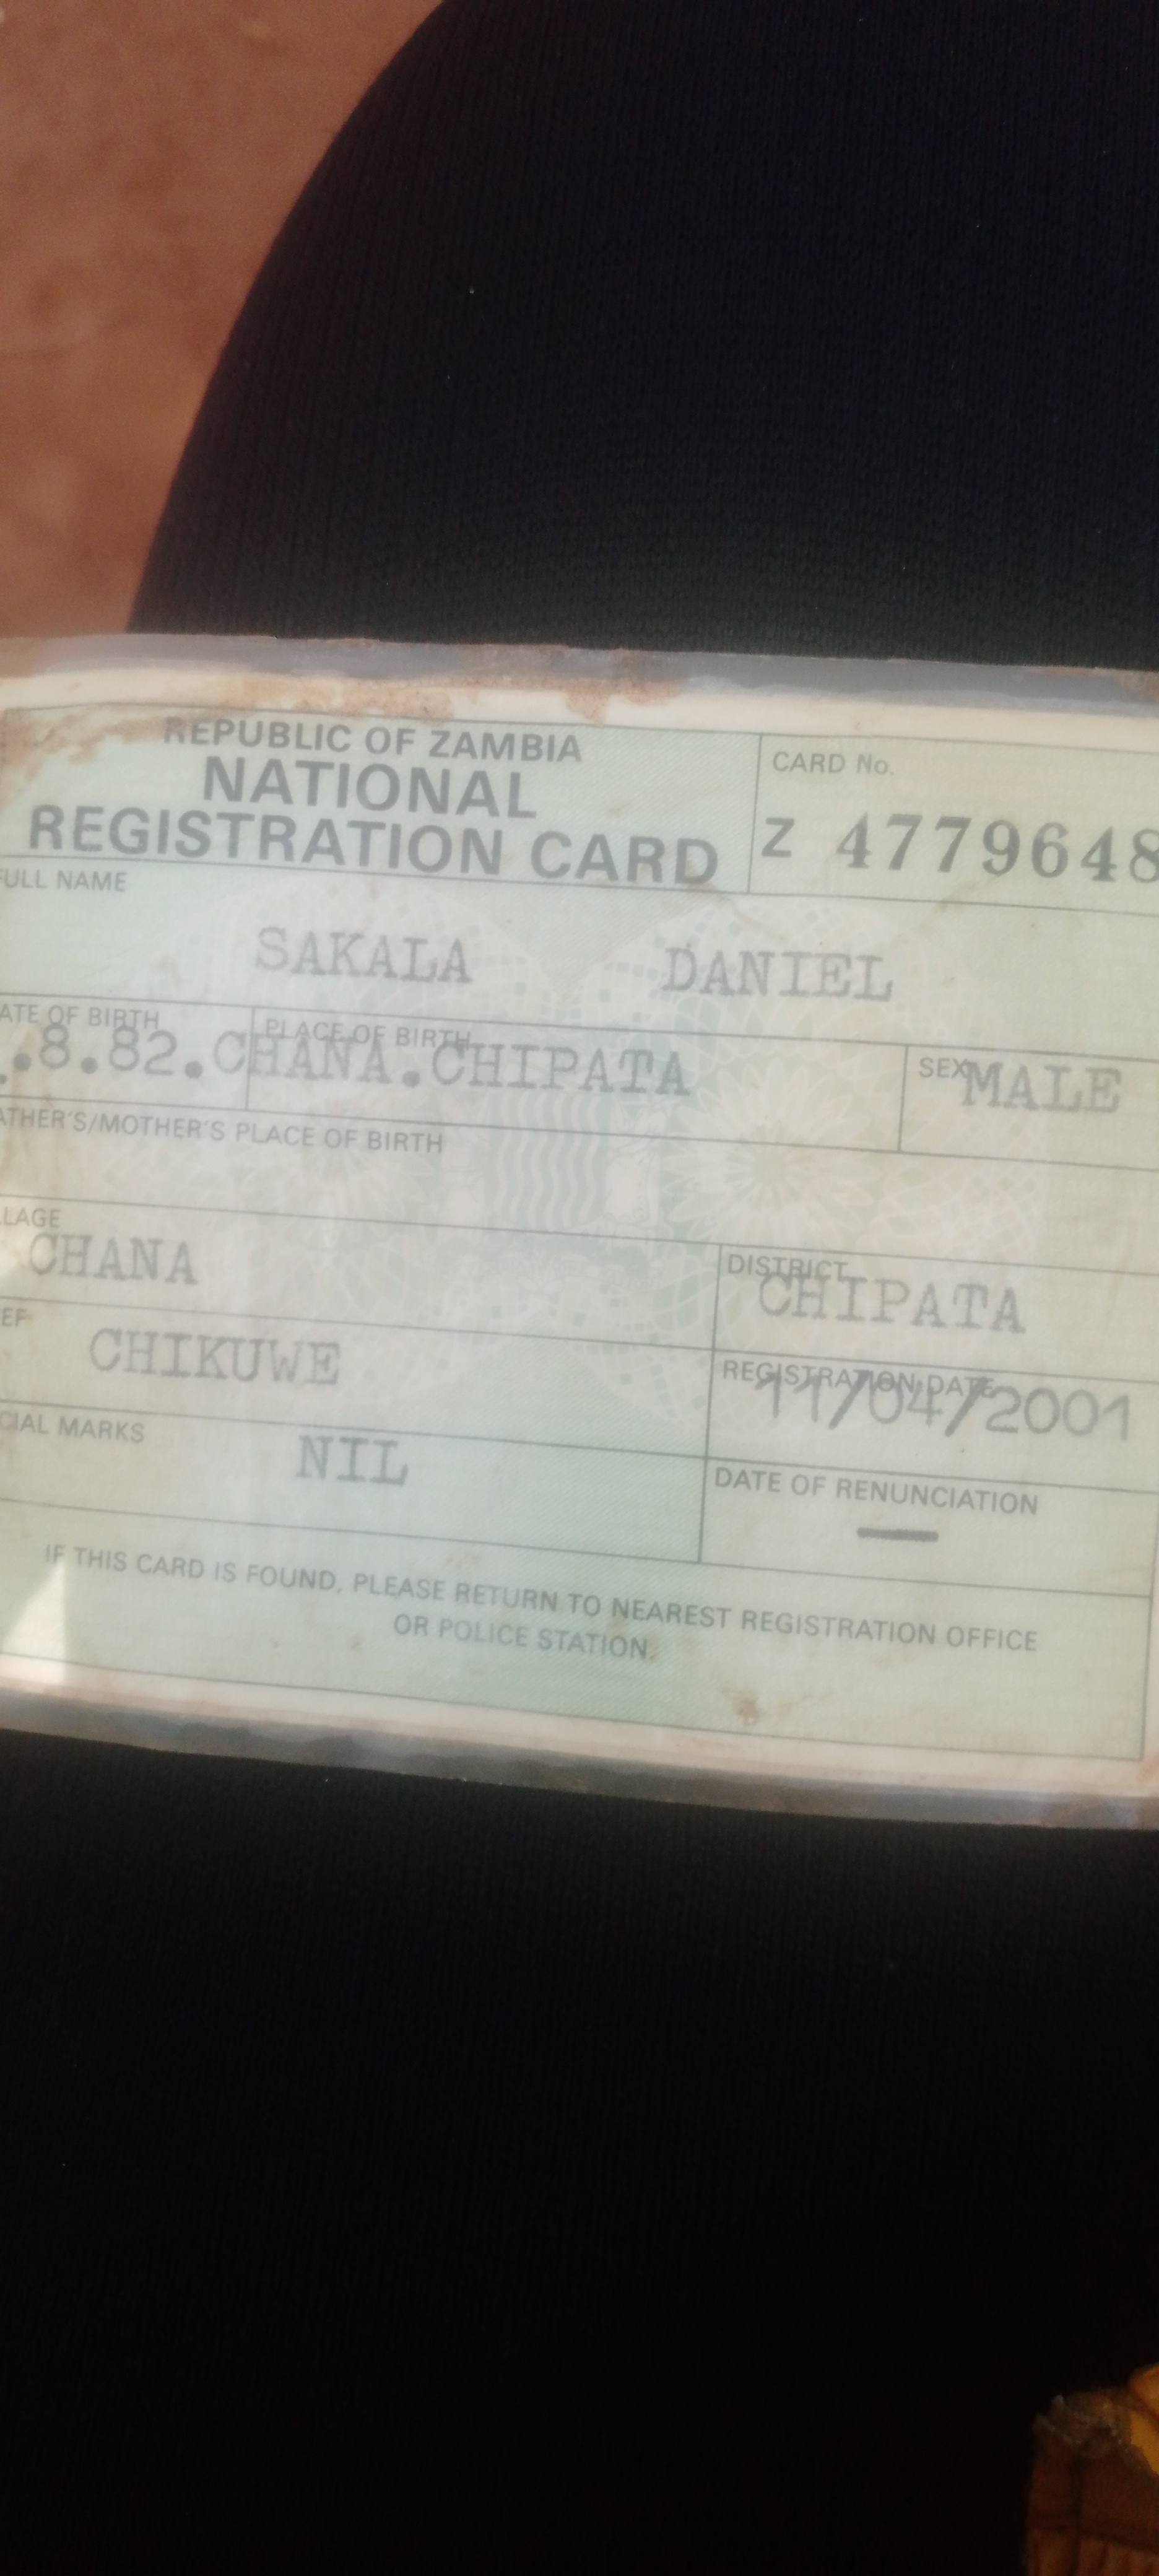 REPUBLIC OF ZAMBIA
NATIONAL
REGISTRATION CARD
CARD No.
Z 4779648
FULL NAME
SAKALA DANIEL
ATE OF BIRTH
.8.82.
PLACE OF BIRTH
CHANA.CHIPATA
SEX
MALE
ATHER'S/MOTHER'S PLACE OF BIRTH
LLAGE
CHANA
DISTRICT
CHIPATA
EF
CHIKUWE
REGISTRATION DATE
11/04/2001
CIAL MARKS
NIL
DATE OF RENUNCIATION
—
IF THIS CARD IS FOUND, PLEASE RETURN TO NEAREST REGISTRATION OFFICE
OR POLICE STATION.